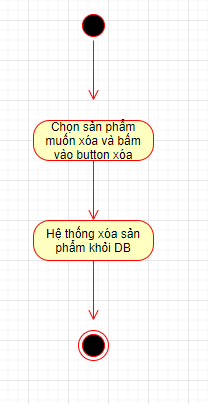 Chọn sản phẩm
muốn xóa và bấm
vào button xóa
Hệ thống xóa sản
phẩm khỏi DB